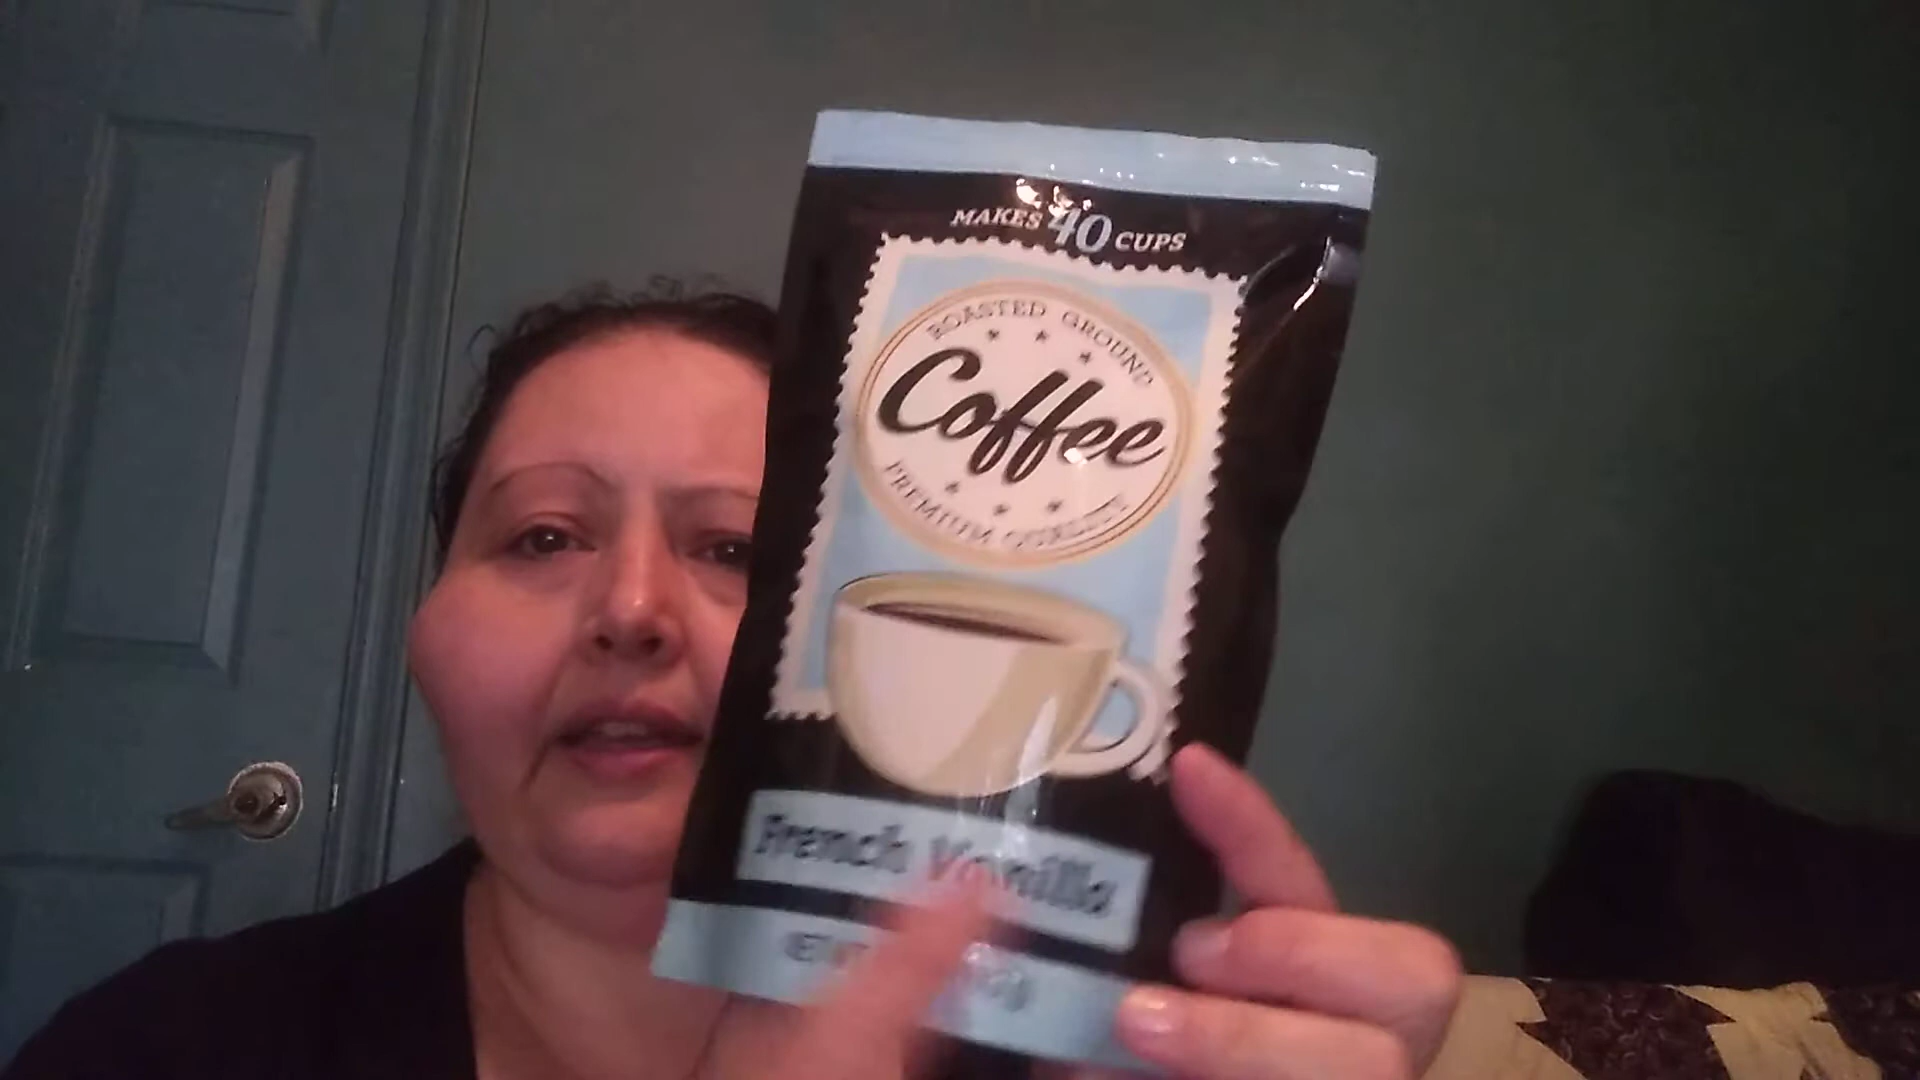 MAKES 40 CUPS
ROASTED GROUND
Coffee
PREMIUM QUALITY
French Vanilla